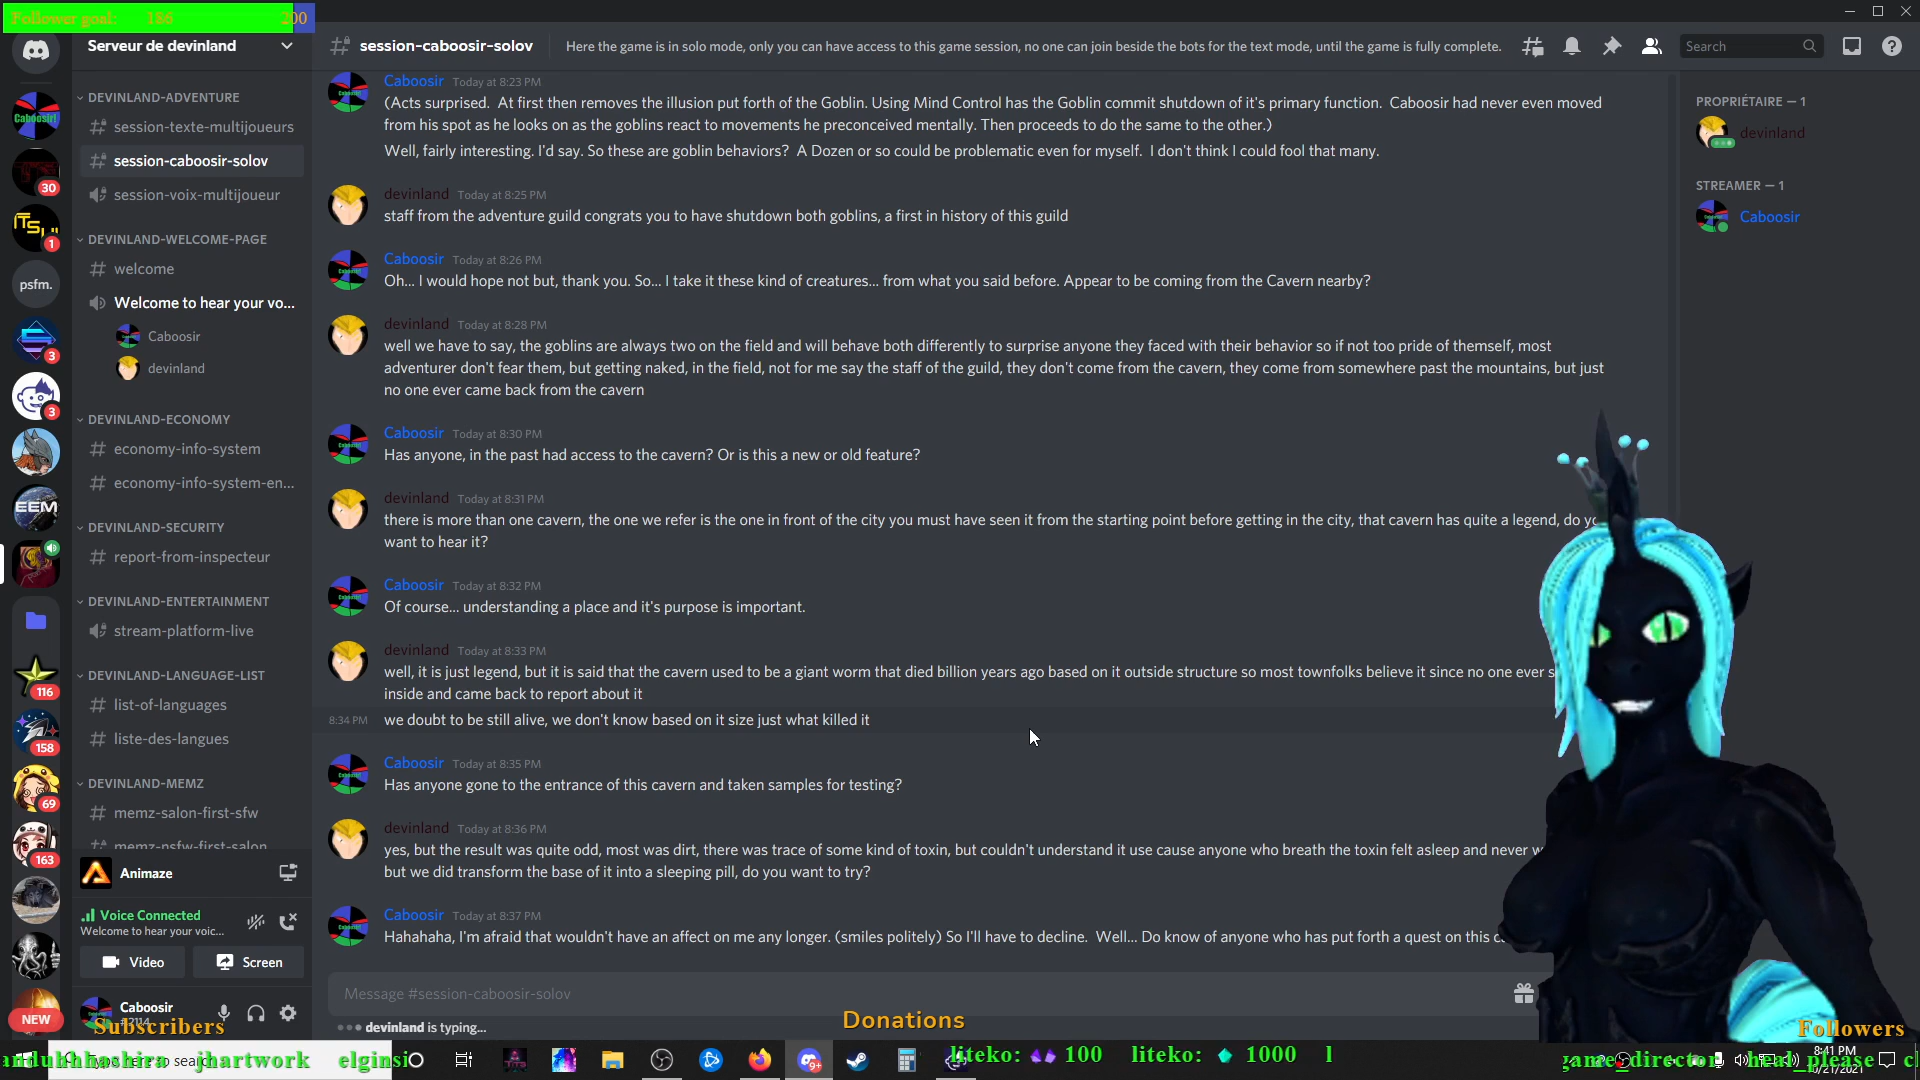 Follower goal: 186 200
Serveur de devinland
session-caboosir-solov
Here the game is in solo mode, only you can have access to this game session, no one can join beside the bots for the text mode, until the game is fully complete.
Search
DEVINLAND-ADVENTURE
session-texte-multijoueurs
session-caboosir-solov
session-voix-multijoueur
DEVINLAND-WELCOME-PAGE
welcome
Welcome to hear your vo...
Caboosir
devinland
DEVINLAND-ECONOMY
economy-info-system
economy-info-system-en...
DEVINLAND-SECURITY
report-from-inspecteur
DEVINLAND-ENTERTAINMENT
stream-platform-live
DEVINLAND-LANGUAGE-LIST
list-of-languages
liste-des-langues
DEVINLAND-MEMZ
memz-salon-first-sfw
memz-nsfw-first-salon
Animaze
Voice Connected
Welcome to hear your voic...
Video
Screen
Caboosir
Caboosir!
30
1
psfm.
3
3
EEM
116
158
69
163
NEW
Caboosir Today at 8:23 PM
(Acts surprised. At first then removes the illusion put forth of the Goblin. Using Mind Control has the Goblin commit shutdown of it's primary function. Caboosir had never even moved
from his spot as he looks on as the goblins react to movements he preconceived mentally. Then proceeds to do the same to the other.)
Well, fairly interesting. I'd say. So these are goblin behaviors? A Dozen or so could be problematic even for myself. I don't think I could fool that many.
devinland Today at 8:25 PM
staff from the adventure guild congrats you to have shutdown both goblins, a first in history of this guild
Caboosir Today at 8:26 PM
Oh... I would hope not but, thank you. So... I take it these kind of creatures... from what you said before. Appear to be coming from the Cavern nearby?
devinland Today at 8:28 PM
well we have to say, the goblins are always two on the field and will behave both differently to surprise anyone they faced with their behavior so if not too pride of themself, most
adventurer don't fear them, but getting naked, in the field, not for me say the staff of the guild, they don't come from the cavern, they come from somewhere past the mountains, but just
no one ever came back from the cavern
Caboosir Today at 8:30 PM
Has anyone, in the past had access to the cavern? Or is this a new or old feature?
devinland Today at 8:31 PM
there is more than one cavern, the one we refer is the one in front of the city you must have seen it from the starting point before getting in the city, that cavern has quite a legend, do yo
want to hear it?
Caboosir Today at 8:32 PM
Of course... understanding a place and it's purpose is important.
devinland Today at 8:33 PM
well, it is just legend, but it is said that the cavern used to be a giant worm that died billion years ago based on it outside structure so most townfolks believe it since no one ever s
inside and came back to report about it
8:34 PM we doubt to be still alive, we don't know based on it size just what killed it
Caboosir Today at 8:35 PM
Has anyone gone to the entrance of this cavern and taken samples for testing?
devinland Today at 8:36 PM
yes, but the result was quite odd, most was dirt, there was trace of some kind of toxin, but couldn't understand it use cause anyone who breath the toxin felt asleep and never w
but we did transform the base of it into a sleeping pill, do you want to try?
Caboosir Today at 8:37 PM
Hahahaha, I'm afraid that wouldn't have an affect on me any longer. (smiles politely) So I'll have to decline. Well... Do know of anyone who has put forth a quest on this c
Message #session-caboosir-solov
devinland is typing...
PROPRIÉTAIRE — 1
devinland
STREAMER — 1
Caboosir
Subscribers
Donations
Followers
anduhhhashira jhartwork elginsi
liteko: 100 liteko: 1000 l
game_director heal_please cl
8:41 PM